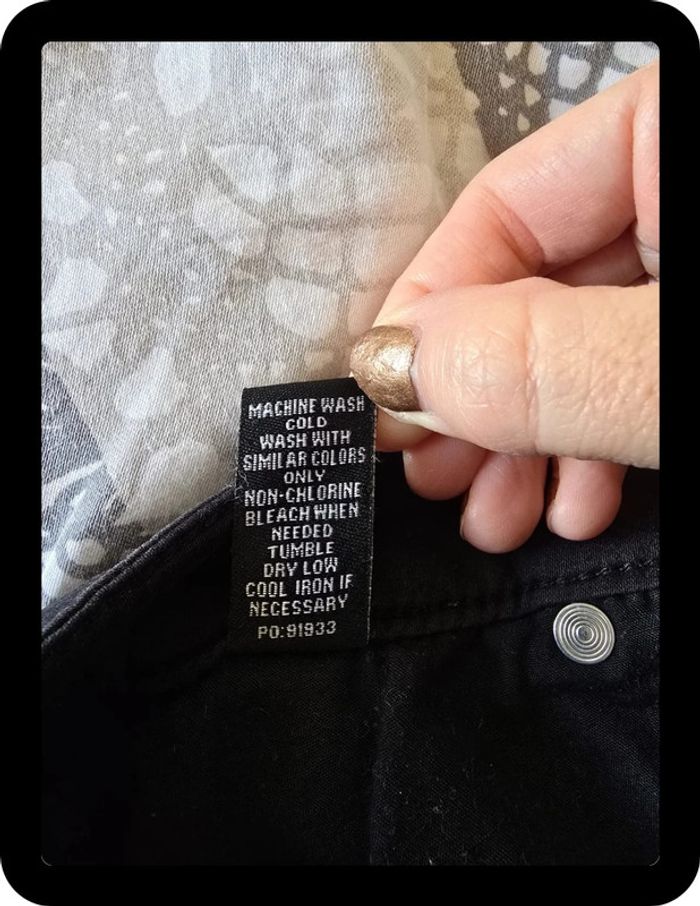 MACHINE WASH
COLD
WASH WITH
SIMILAR COLORS
ONLY
NON-CHLORINE
BLEACH WHEN
NEEDED
TUMBLE
DRY LOW
COOL IRON IF
NECESSARY
PO:91933